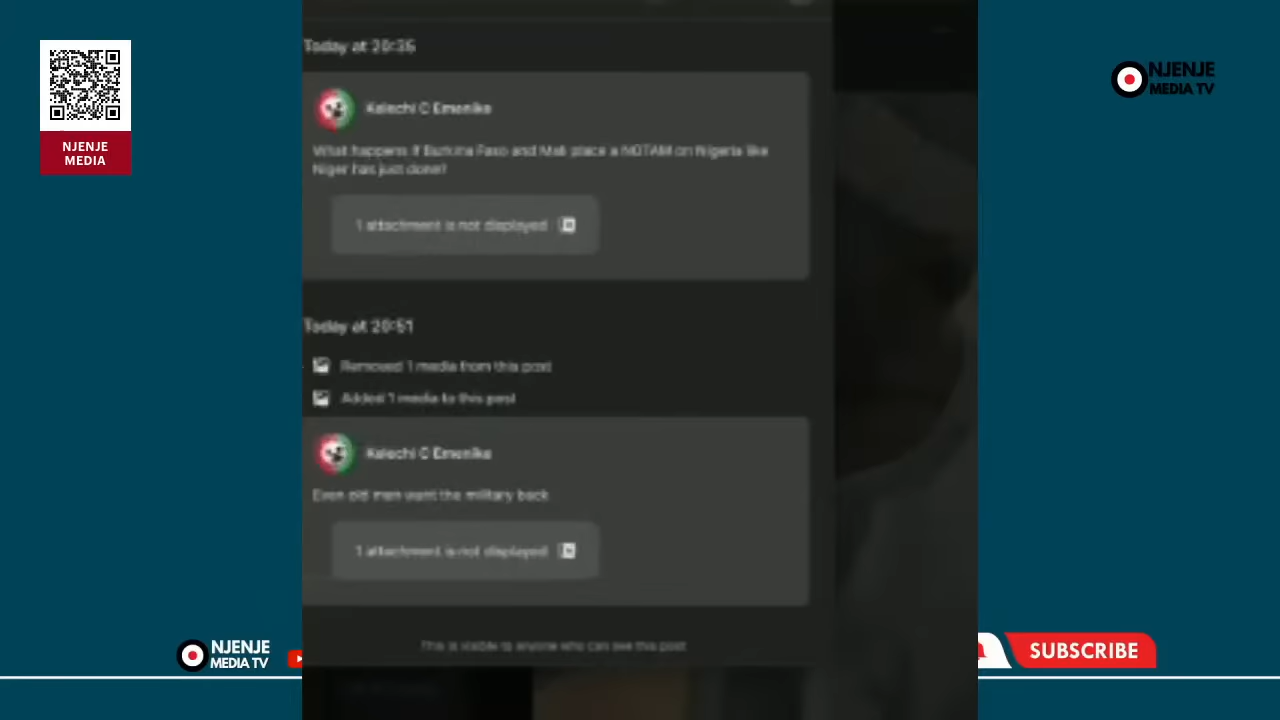 NJENJE
MEDIA
NJENJE
MEDIA TV
Today at 20:35
Kelechi C Emenike
What happens if Burkina Faso and Mali place a NOTAM on Nigeria like
Niger has just done?
1 attachment is not displayed
Today at 20:51
Removed 1 media from this post
Added 1 media to this post
Kelechi C Emenike
Even old men want the military back
1 attachment is not displayed
This is visible to anyone who can see this post
NJENJE
MEDIA TV
SUBSCRIBE